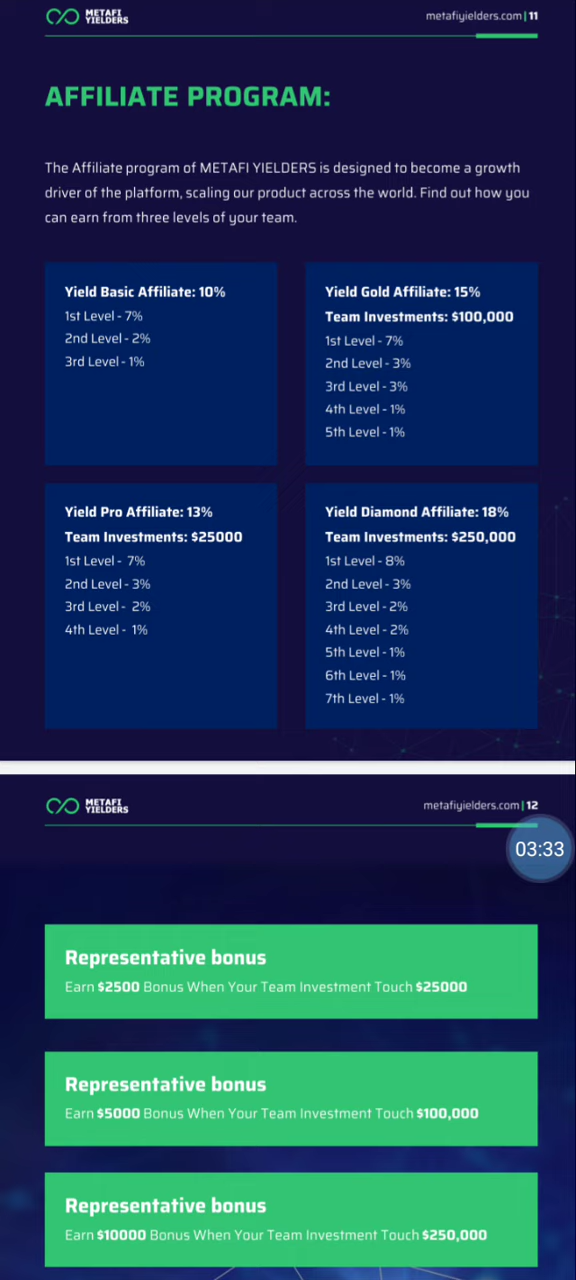 METAFI
YIELDERS
metafiyielders.com | 11
AFFILIATE PROGRAM:
The Affiliate program of METAFI YIELDERS is designed to become a growth
driver of the platform, scaling our product across the world. Find out how you
can earn from three levels of your team.
Yield Basic Affiliate: 10%
1st Level - 7%
2nd Level - 2%
3rd Level - 1%
Yield Gold Affiliate: 15%
Team Investments: $100,000
1st Level - 7%
2nd Level - 3%
3rd Level - 3%
4th Level - 1%
5th Level - 1%
Yield Pro Affiliate: 13%
Team Investments: $25000
1st Level - 7%
2nd Level - 3%
3rd Level - 2%
4th Level - 1%
Yield Diamond Affiliate: 18%
Team Investments: $250,000
1st Level - 8%
2nd Level - 3%
3rd Level - 2%
4th Level - 2%
5th Level - 1%
6th Level - 1%
7th Level - 1%
METAFI
YIELDERS
metafiyielders.com | 12
03:33
Representative bonus
Earn $2500 Bonus When Your Team Investment Touch $25000
Representative bonus
Earn $5000 Bonus When Your Team Investment Touch $100,000
Representative bonus
Earn $10000 Bonus When Your Team Investment Touch $250,000